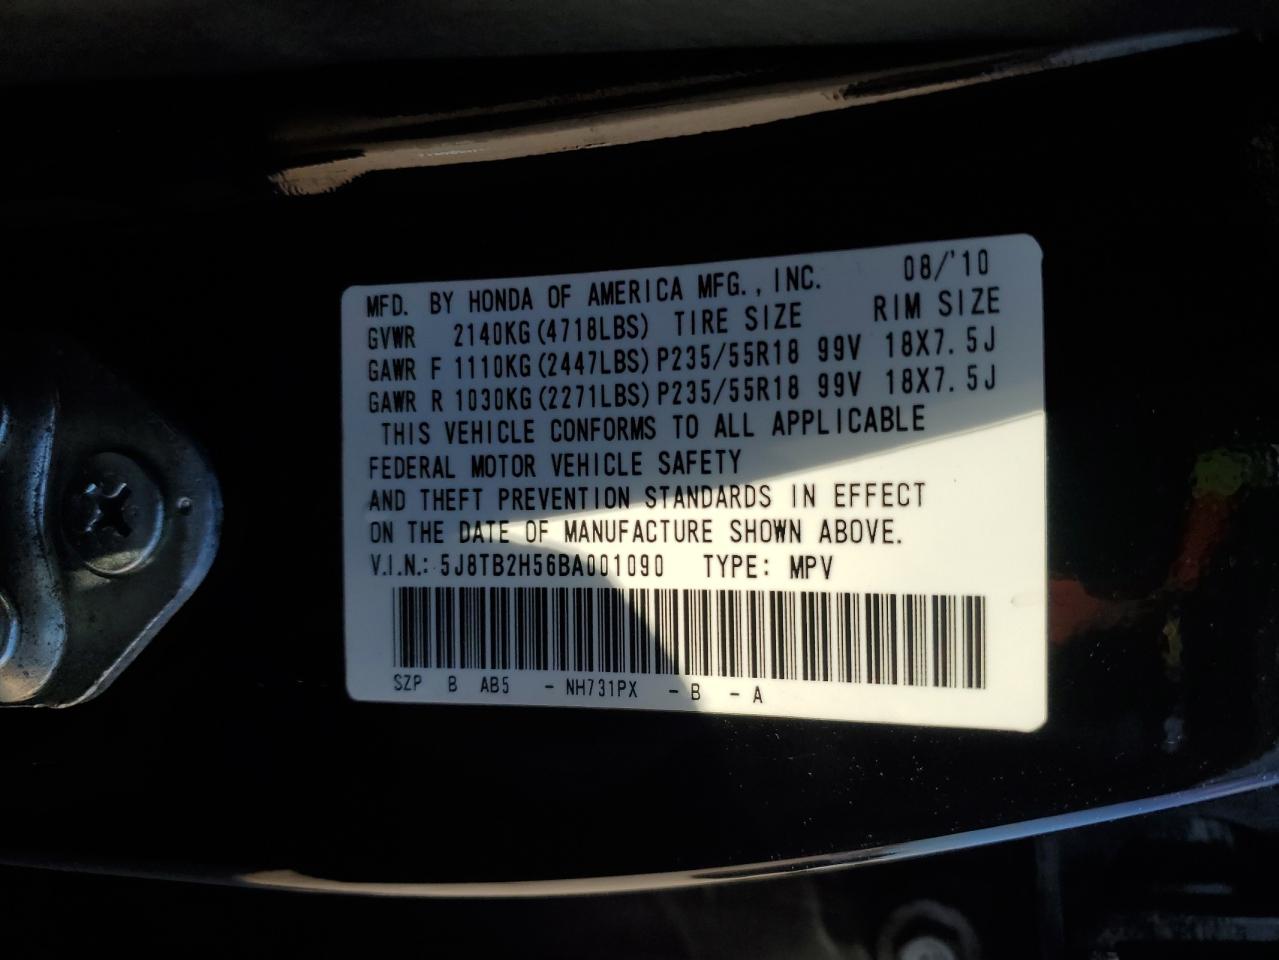 MFD. BY HONDA OF AMERICA MFG., INC. 08/'10
GVWR 2140KG(4718LBS) TIRE SIZE RIM SIZE
GAWR F 1110KG(2447LBS)P235/55R18 99V 18X7.5J
GAWR R 1030KG(2271LBS)P235/55R18 99V 18X7.5J
THIS VEHICLE CONFORMS TO ALL APPLICABLE
FEDERAL MOTOR VEHICLE SAFETY
AND THEFT PREVENTION STANDARDS IN EFFECT
ON THE DATE OF MANUFACTURE SHOWN ABOVE.
V.I.N.: 5J8TB2H56BA001090 TYPE: MPV
SZP B AB5 - NH731PX - B - A